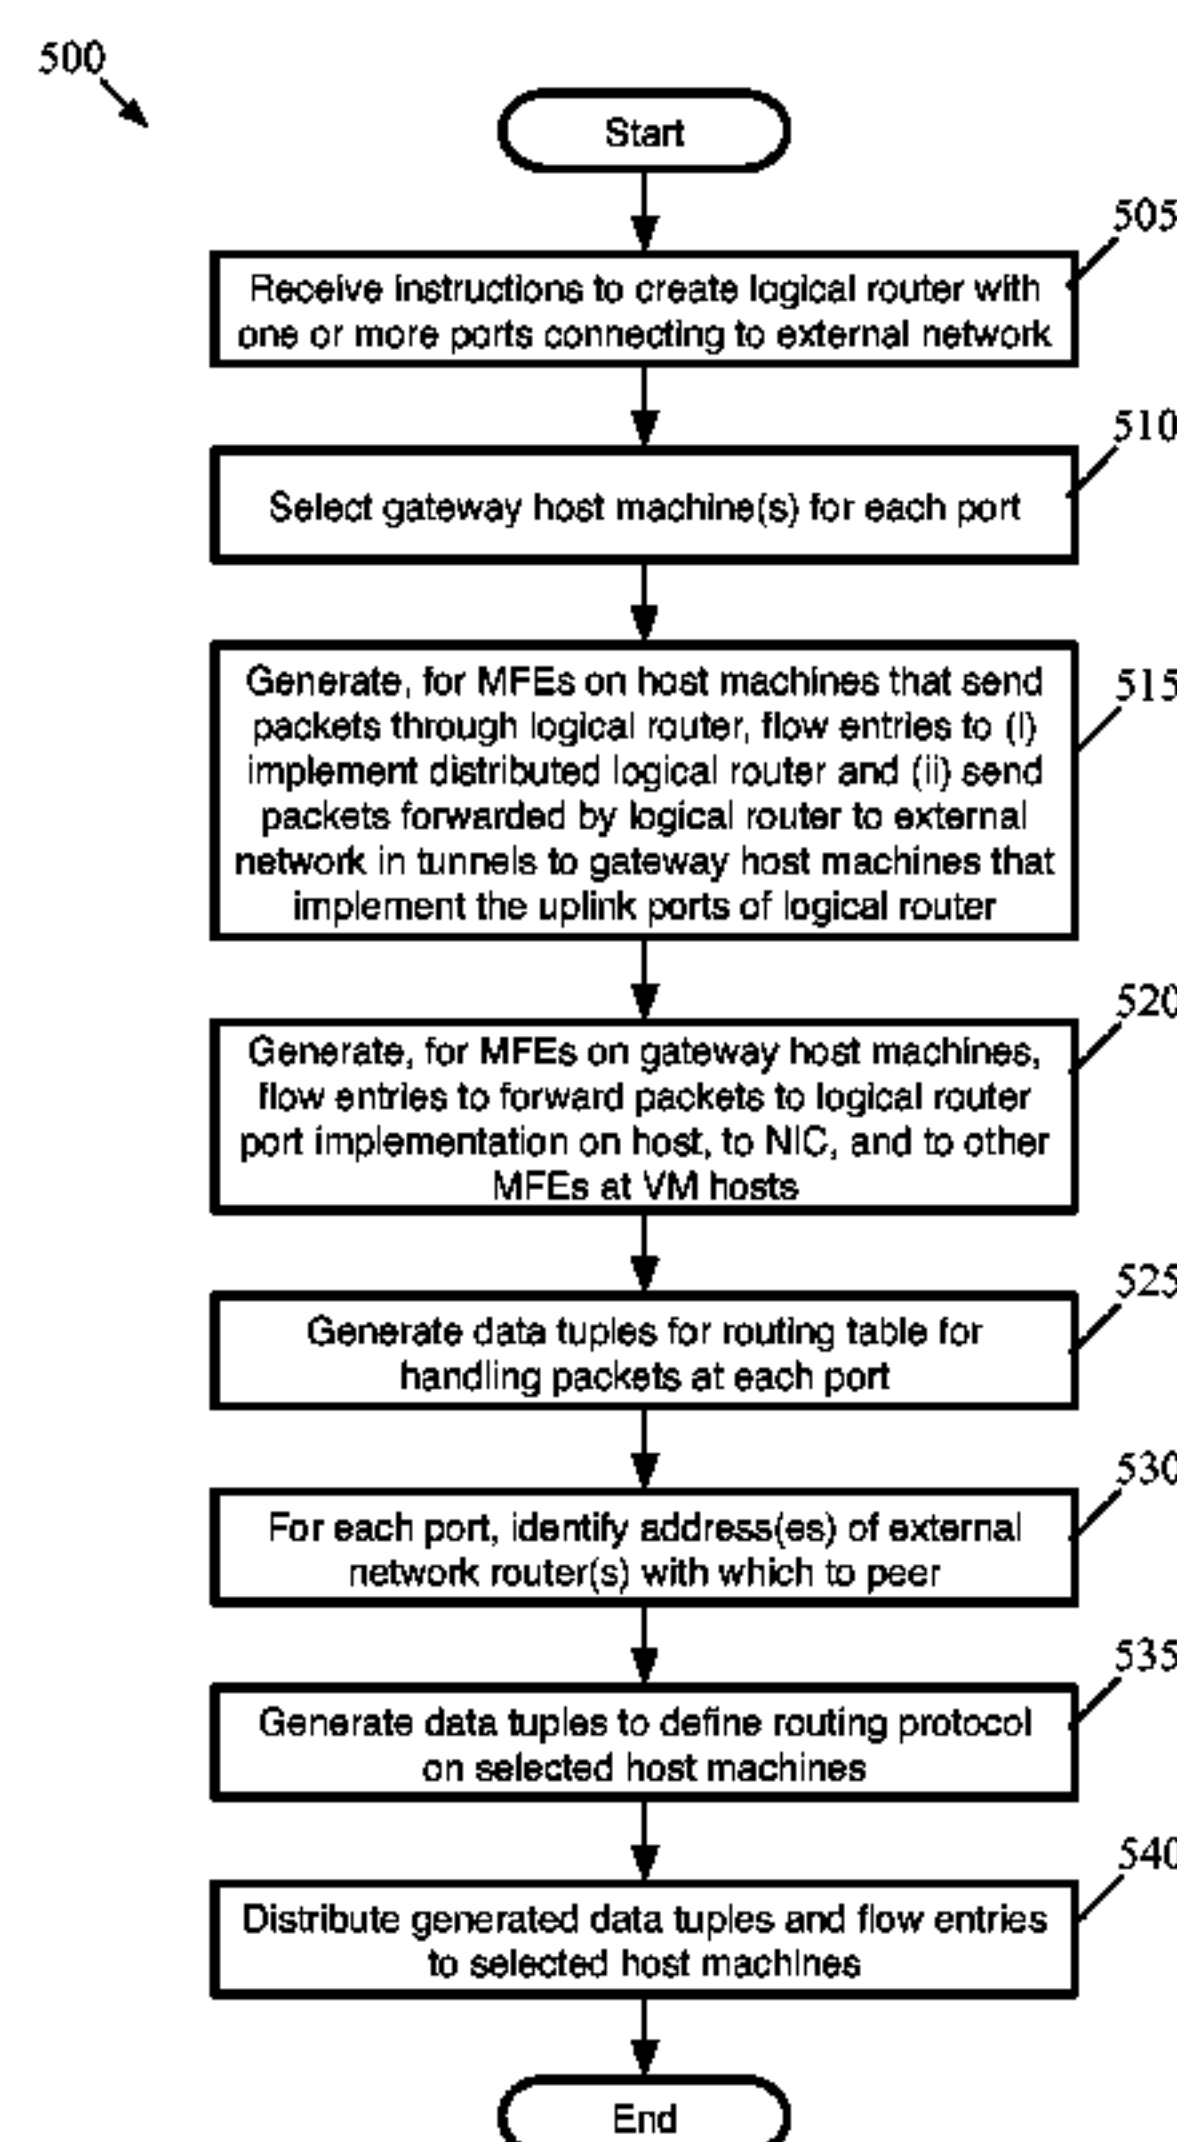 500
Start
505
Receive instructions to create logical router with
one or more ports connecting to external network
510
Select gateway host machine(s) for each port
515
Generate, for MFEs on host machines that send
packets through logical router, flow entries to (i)
implement distributed logical router and (ii) send
packets forwarded by logical router to external
network in tunnels to gateway host machines that
implement the uplink ports of logical router
520
Generate, for MFEs on gateway host machines,
flow entries to forward packets to logical router
port implementation on host, to NIC, and to other
MFEs at VM hosts
525
Generate data tuples for routing table for
handling packets at each port
530
For each port, identify address(es) of external
network router(s) with which to peer
535
Generate data tuples to define routing protocol
on selected host machines
540
Distribute generated data tuples and flow entries
to selected host machines
End